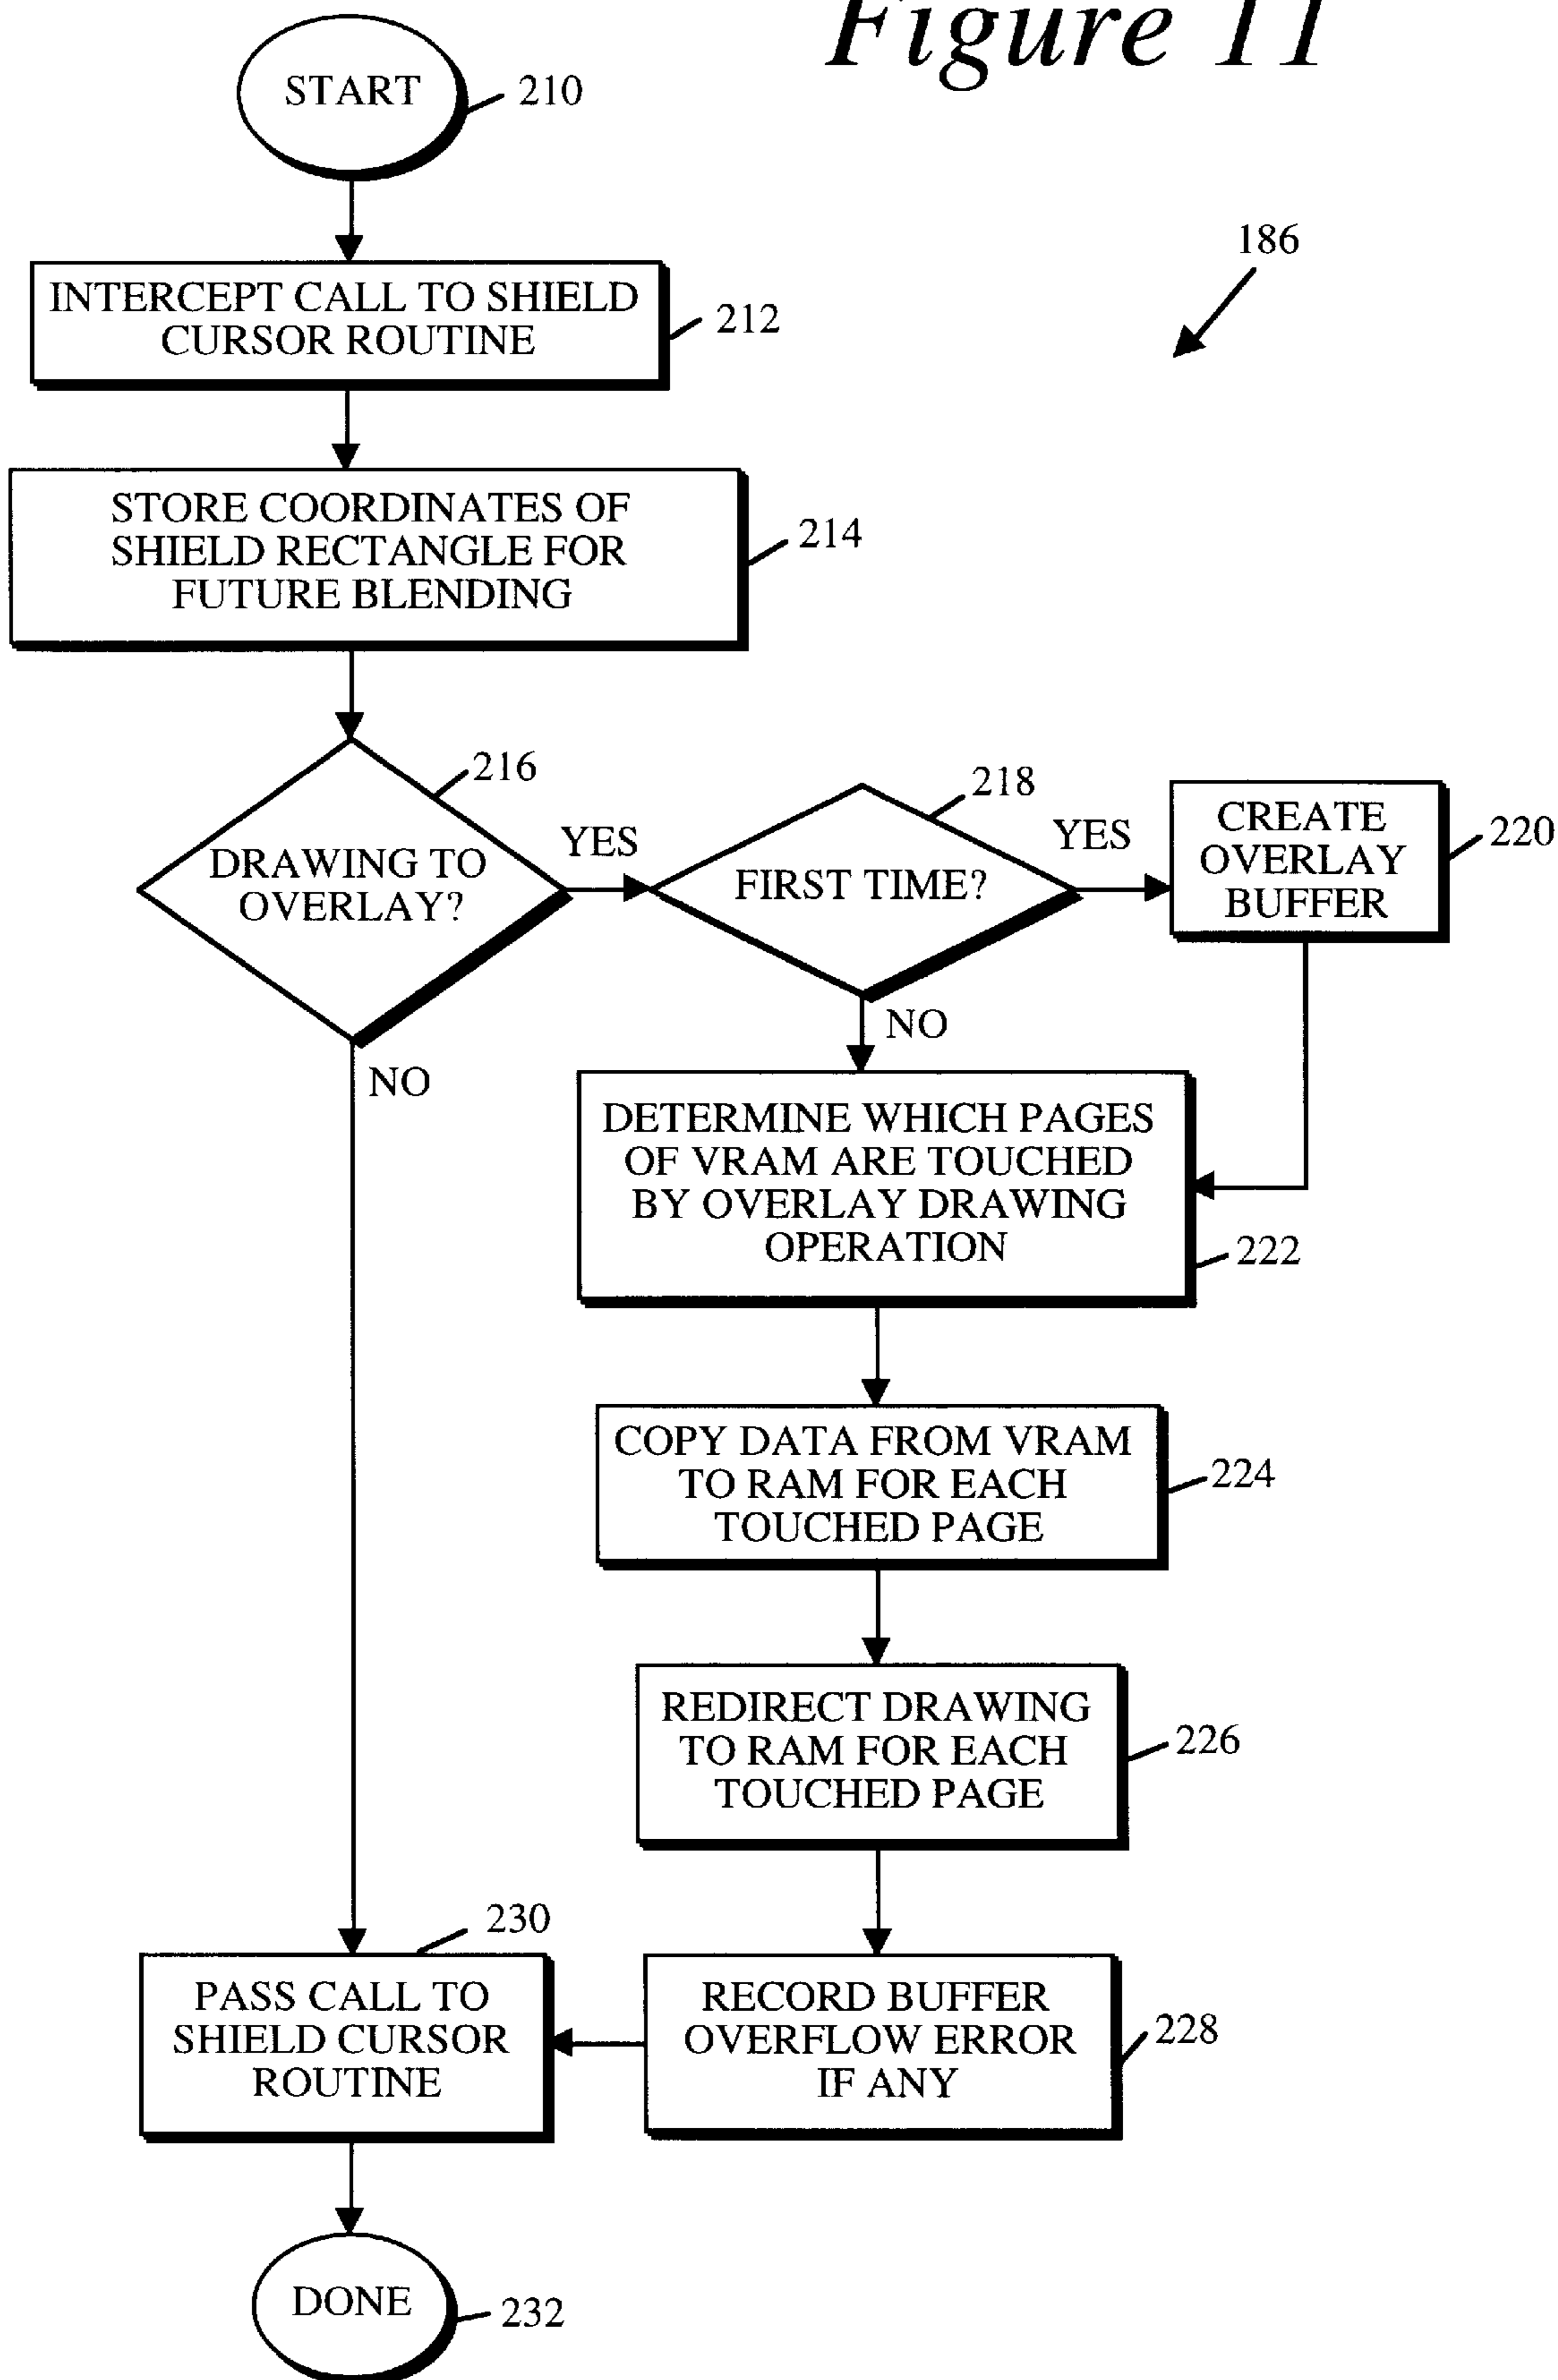 Figure 11
START
210
186
INTERCEPT CALL TO SHIELD
CURSOR ROUTINE
212
STORE COORDINATES OF
SHIELD RECTANGLE FOR
FUTURE BLENDING
214
216
DRAWING TO
OVERLAY?
YES
218
FIRST TIME?
YES
CREATE
OVERLAY
BUFFER
220
NO
NO
DETERMINE WHICH PAGES
OF VRAM ARE TOUCHED
BY OVERLAY DRAWING
OPERATION
222
COPY DATA FROM VRAM
TO RAM FOR EACH
TOUCHED PAGE
224
REDIRECT DRAWING
TO RAM FOR EACH
TOUCHED PAGE
226
230
PASS CALL TO
SHIELD CURSOR
ROUTINE
RECORD BUFFER
OVERFLOW ERROR
IF ANY
228
DONE
232